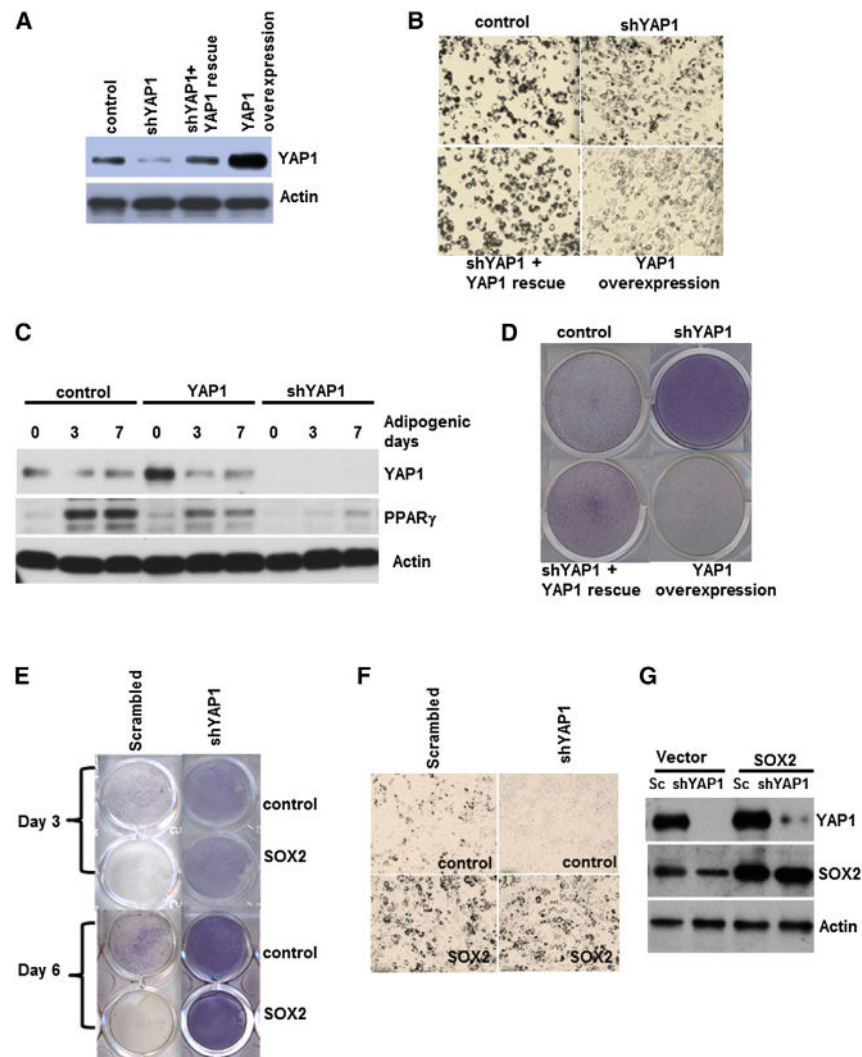 A
control
shYAP1
shYAP1+
YAP1 rescue
YAP1
overexpression
YAP1
Actin
B
control
shYAP1
shYAP1 +
YAP1 rescue
YAP1
overexpression
C
control
YAP1
shYAP1
0 3 7 0 3 7 0 3 7
Adipogenic
days
YAP1
PPARγ
Actin
D
control
shYAP1
shYAP1 +
YAP1 rescue
YAP1
overexpression
E
Scrambled
shYAP1
Day 3
control
SOX2
Day 6
control
SOX2
F
Scrambled
shYAP1
control
control
SOX2
SOX2
G
Vector
SOX2
Sc shYAP1 Sc shYAP1
YAP1
SOX2
Actin